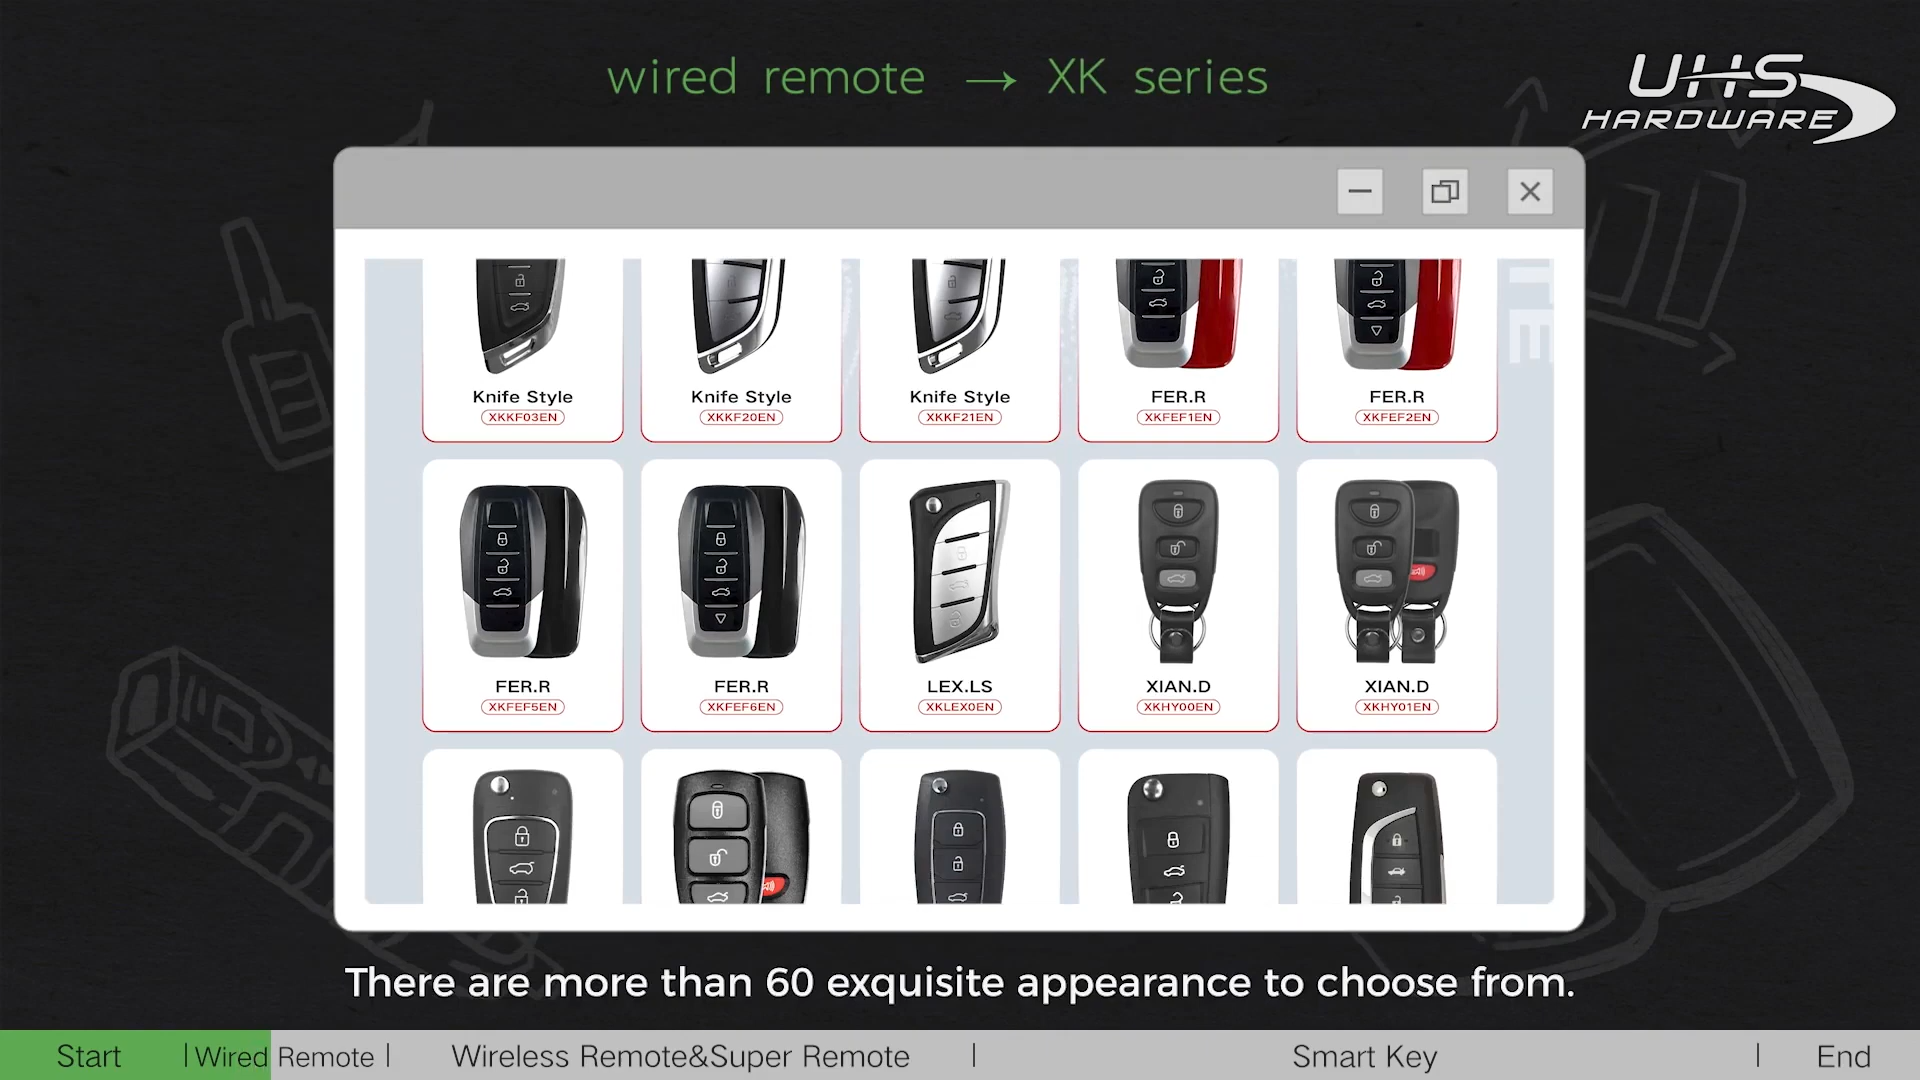 wired remote → XK series
UHS
HARDWARE
TE
Knife Style
XKKF03EN
Knife Style
XKKF20EN
Knife Style
XKKF21EN
FER.R
XKFEF1EN
FER.R
XKFEF2EN
FER.R
XKFEF5EN
FER.R
XKFEF6EN
LEX.LS
XKLEX0EN
XIAN.D
XKHY00EN
XIAN.D
XKHY01EN
There are more than 60 exquisite appearance to choose from.
Start | Wired Remote | Wireless Remote&Super Remote | Smart Key | End